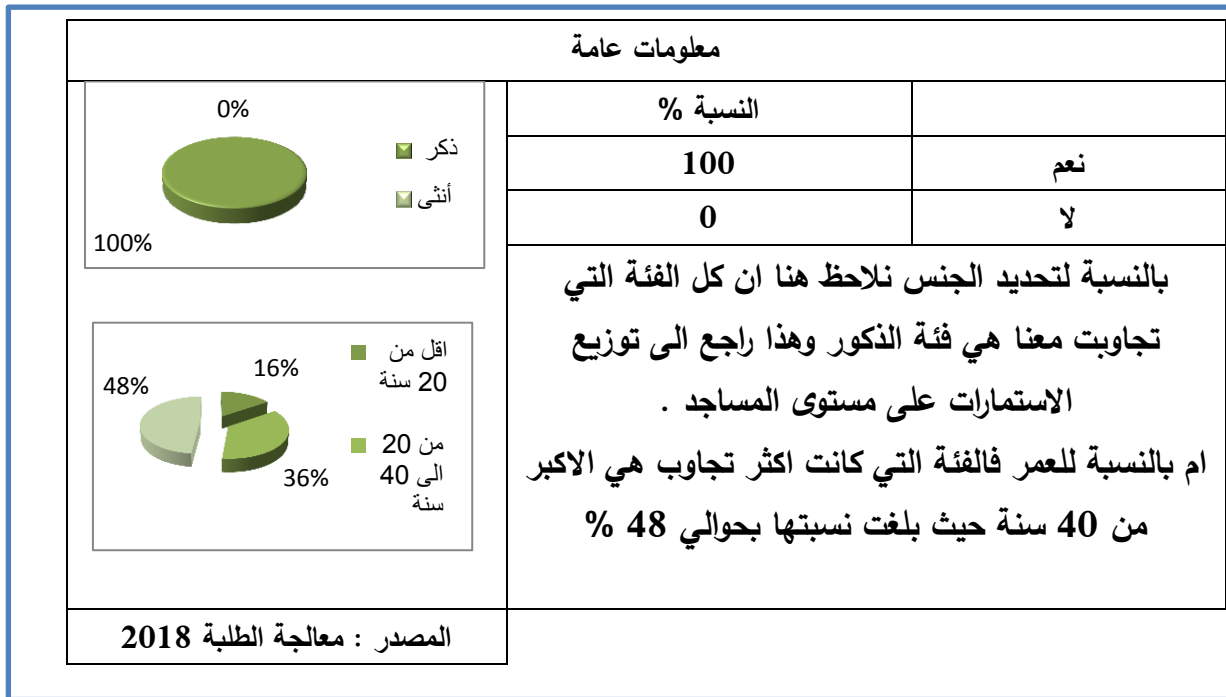 معلومات عامة
النسبة %
نعم
100
لا
0
بالنسبة لتحديد الجنس نلاحظ هنا ان كل الفئة التي
تجاوبت معنا هي فئة الذكور وهذا راجع الى توزيع
الاستمارات على مستوى المساجد .
ام بالنسبة للعمر فالفئة التي كانت اكثر تجاوب هي الاكبر
من 40 سنة حيث بلغت نسبتها بحوالي 48 %
0%
100%
ذكر
أنثى
16%
36%
48%
اقل من
20 سنة
من 20
الى 40
سنة
المصدر : معالجة الطلبة 2018